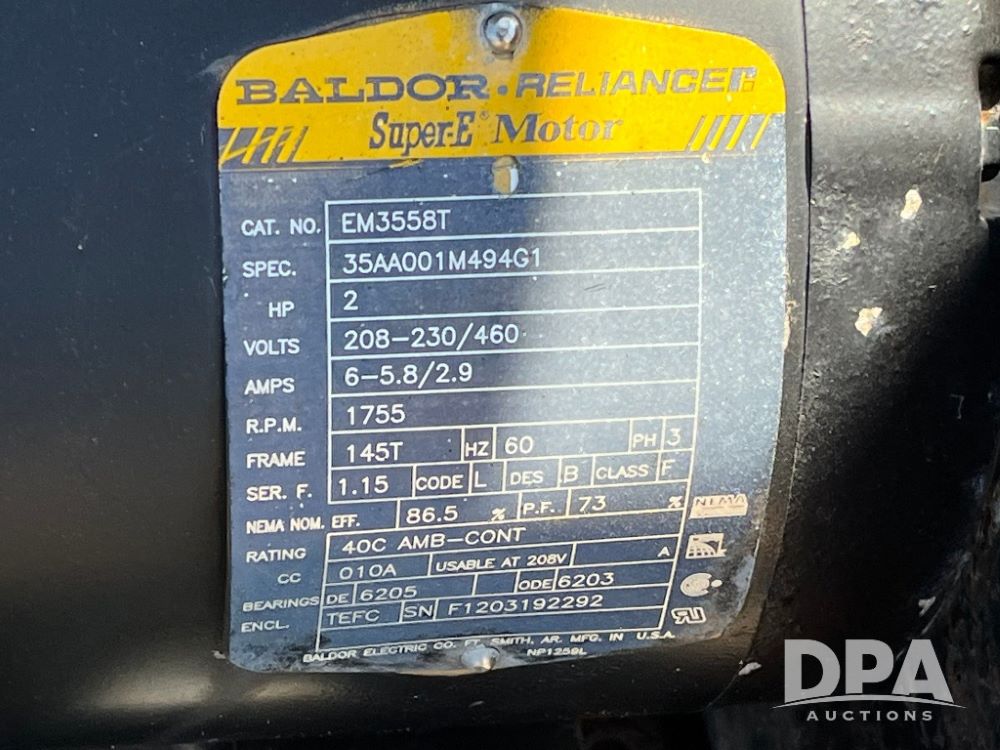 BALDOR • RELIANCER
Super-E® Motor
CAT. NO. EM3558T
SPEC. 35AA001M494G1
HP 2
VOLTS 208-230/460
AMPS 6-5.8/2.9
R.P.M. 1755
FRAME 145T HZ 60 PH 3
SER. F. 1.15 CODE L DES B CLASS F
NEMA NOM. EFF. 86.5 % P.F. 73 %
NEMA
RATING 40C AMB-CONT
CC 010A USABLE AT 208V A
BEARINGS DE 6205 ODE 6203
ENCL. TEFC SN F1203192292
BALDOR ELECTRIC CO. FT. SMITH, AR. MFG. IN U.S.A.
NP1259L
DPA
AUCTIONS